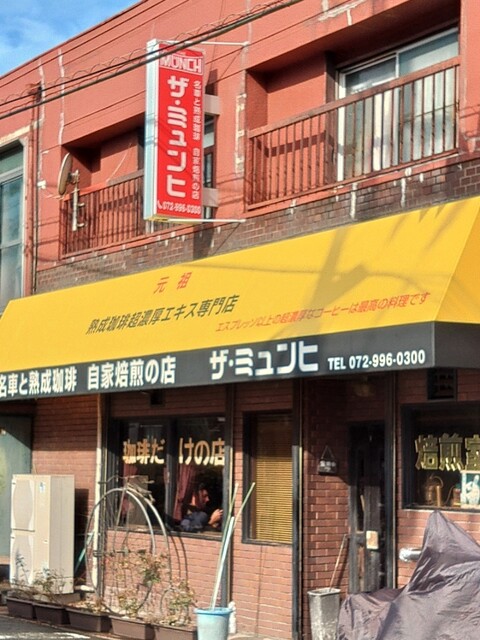 MUNCH
ザ・ミュンヒ
名車と熟成珈琲 自家焙煎の店
072-996-0300
元祖
熟成珈琲超濃厚エキス専門店
エスプレッソ以上の超濃厚なコーヒーは最高の料理です
名車と熟成珈琲 自家焙煎の店 ザ・ミュンヒ TEL 072-996-0300
珈琲だけの店
焙煎室